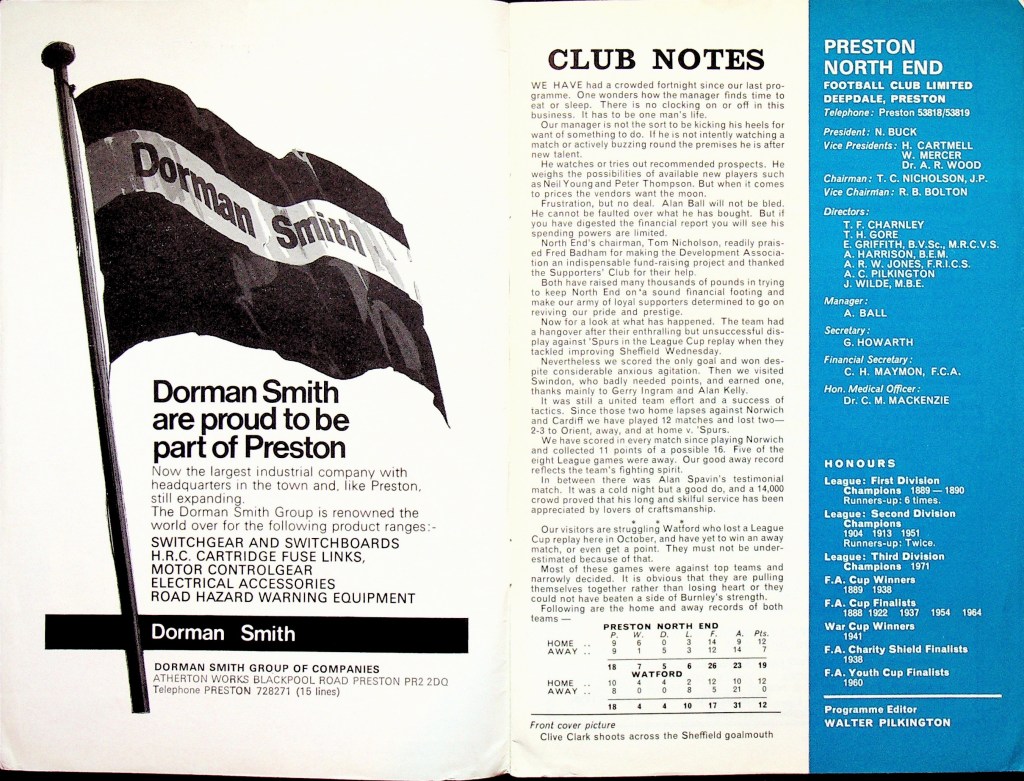 Dorman Smith
Dorman Smith
are proud to be
part of Preston
Now the largest industrial company with
headquarters in the town and, like Preston,
still expanding.
The Dorman Smith Group is renowned the
world over for the following product ranges:-
SWITCHGEAR AND SWITCHBOARDS
H.R.C. CARTRIDGE FUSE LINKS,
MOTOR CONTROLGEAR
ELECTRICAL ACCESSORIES
ROAD HAZARD WARNING EQUIPMENT
Dorman Smith
DORMAN SMITH GROUP OF COMPANIES
ATHERTON WORKS BLACKPOOL ROAD PRESTON PR2 2DQ
Telephone PRESTON 728271 (15 lines)
CLUB NOTES
WE HAVE had a crowded fortnight since our last pro-
gramme. One wonders how the manager finds time to
eat or sleep. There is no clocking on or off in this
business. It has to be one man's life.
Our manager is not the sort to be kicking his heels for
want of something to do. If he is not intently watching a
match or actively buzzing round the premises he is after
new talent.
He watches or tries out recommended prospects. He
weighs the possibilities of available new players such
as Neil Young and Peter Thompson. But when it comes
to prices the vendors want the moon.
Frustration, but no deal. Alan Ball will not be bled.
He cannot be faulted over what he has bought. But if
you have digested the financial report you will see his
spending powers are limited.
North End's chairman, Tom Nicholson, readily prais-
ed Fred Badham for making the Development Associa-
tion an indispensable fund-raising project and thanked
the Supporters' Club for their help.
Both have raised many thousands of pounds in trying
to keep North End on a sound financial footing and
make our army of loyal supporters determined to go on
reviving our pride and prestige.
Now for a look at what has happened. The team had
a hangover after their enthralling but unsuccessful dis-
play against 'Spurs in the League Cup replay when they
tackled improving Sheffield Wednesday.
Nevertheless we scored the only goal and won des-
pite considerable anxious agitation. Then we visited
Swindon, who badly needed points, and earned one,
thanks mainly to Gerry Ingram and Alan Kelly.
It was still a united team effort and a success of
tactics. Since those two home lapses against Norwich
and Cardiff we have played 12 matches and lost two—
2-3 to Orient, away, and at home v. 'Spurs.
We have scored in every match since playing Norwich
and collected 11 points of a possible 16. Five of the
eight League games were away. Our good away record
reflects the team's fighting spirit.
In between there was Alan Spavin's testimonial
match. It was a cold night but a good do, and a 14,000
crowd proved that his long and skilful service has been
appreciated by lovers of craftsmanship.
* * *
Our visitors are struggling Watford who lost a League
Cup replay here in October, and have yet to win an away
match, or even get a point. They must not be under-
estimated because of that.
Most of these games were against top teams and
narrowly decided. It is obvious that they are pulling
themselves together rather than losing heart or they
could not have beaten a side of Burnley's strength.
Following are the home and away records of both
teams —
PRESTON NORTH END
P. W. D. L. F. A. Pts.
HOME .. 9 6 0 3 14 9 12
AWAY .. 9 1 5 3 12 14 7
18 7 5 6 26 23 19
WATFORD
HOME .. 10 4 4 2 12 10 12
AWAY .. 8 0 0 8 5 21 0
18 4 4 10 17 31 12
Front cover picture
Clive Clark shoots across the Sheffield goalmouth
PRESTON
NORTH END
FOOTBALL CLUB LIMITED
DEEPDALE, PRESTON
Telephone: Preston 53818/53819
President: N. BUCK
Vice Presidents: H. CARTMELL
W. MERCER
Dr. A. R. WOOD
Chairman: T. C. NICHOLSON, J.P.
Vice Chairman: R. B. BOLTON
Directors:
T. F. CHARNLEY
T. H. GORE
E. GRIFFITH, B.V.Sc., M.R.C.V.S.
A. HARRISON, B.E.M.
A. R. W. JONES, F.R.I.C.S.
A. C. PILKINGTON
J. WILDE, M.B.E.
Manager:
A. BALL
Secretary:
G. HOWARTH
Financial Secretary:
C. H. MAYMON, F.C.A.
Hon. Medical Officer:
Dr. C. M. MACKENZIE
HONOURS
League: First Division
Champions 1889 — 1890
Runners-up: 6 times.
League: Second Division
Champions
1904 1913 1951
Runners-up: Twice.
League: Third Division
Champions 1971
F.A. Cup Winners
1889 1938
F.A. Cup Finalists
1888 1922 1937 1954 1964
War Cup Winners
1941
F.A. Charity Shield Finalists
1938
F.A. Youth Cup Finalists
1960
Programme Editor
WALTER PILKINGTON